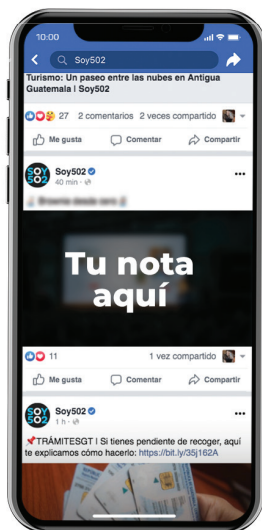 10:00
Soy502
Turismo: Un paseo entre las nubes en Antigua
Guatemala | Soy502
27 2 comentarios 2 veces compartido
Me gusta Comentar Compartir
SOY
502
Soy502
40 min
Tu nota
aquí
11 1 vez compartido
Me gusta Comentar Compartir
SOY
502
Soy502
1 h
TRÁMITESGT | Si tienes pendiente de recoger, aquí
te explicamos cómo hacerlo: https://bit.ly/35j162A